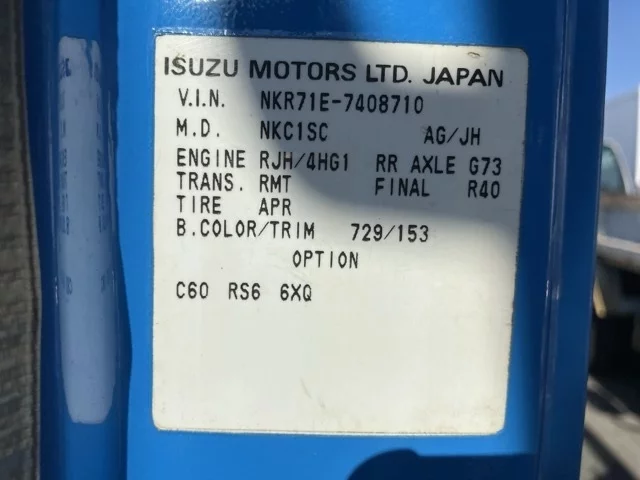 ISUZU MOTORS LTD. JAPAN
V.I.N. NKR71E-7408710
M.D. NKC1SC AG/JH
ENGINE RJH/4HG1 RR AXLE G73
TRANS. RMT FINAL R40
TIRE APR
B.COLOR/TRIM 729/153
OPTION
C60 RS6 6XQ